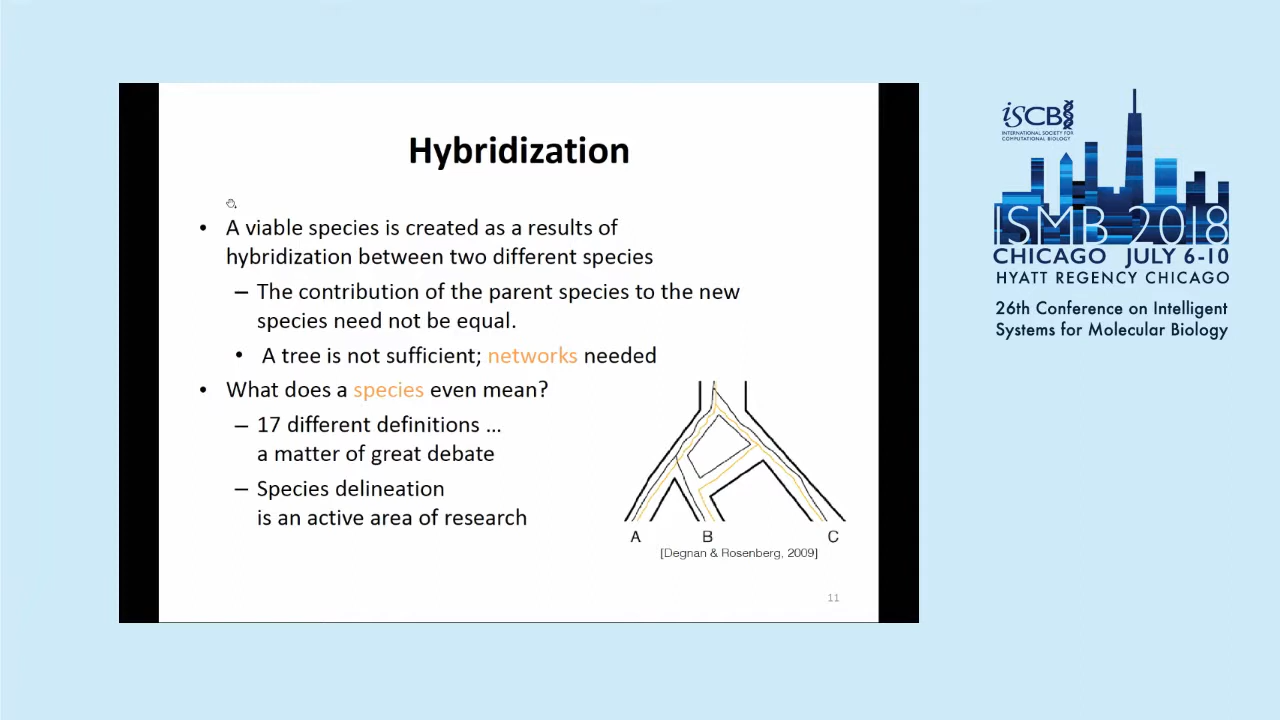 Hybridization
• A viable species is created as a results of
hybridization between two different species
– The contribution of the parent species to the new
species need not be equal.
• A tree is not sufficient; networks needed
• What does a species even mean?
– 17 different definitions ...
a matter of great debate
– Species delineation
is an active area of research
A B C
[Degnan & Rosenberg, 2009]
11
iSCB
INTERNATIONAL SOCIETY FOR
COMPUTATIONAL BIOLOGY
ISMB 2018
CHICAGO JULY 6-10
HYATT REGENCY CHICAGO
26th Conference on Intelligent
Systems for Molecular Biology